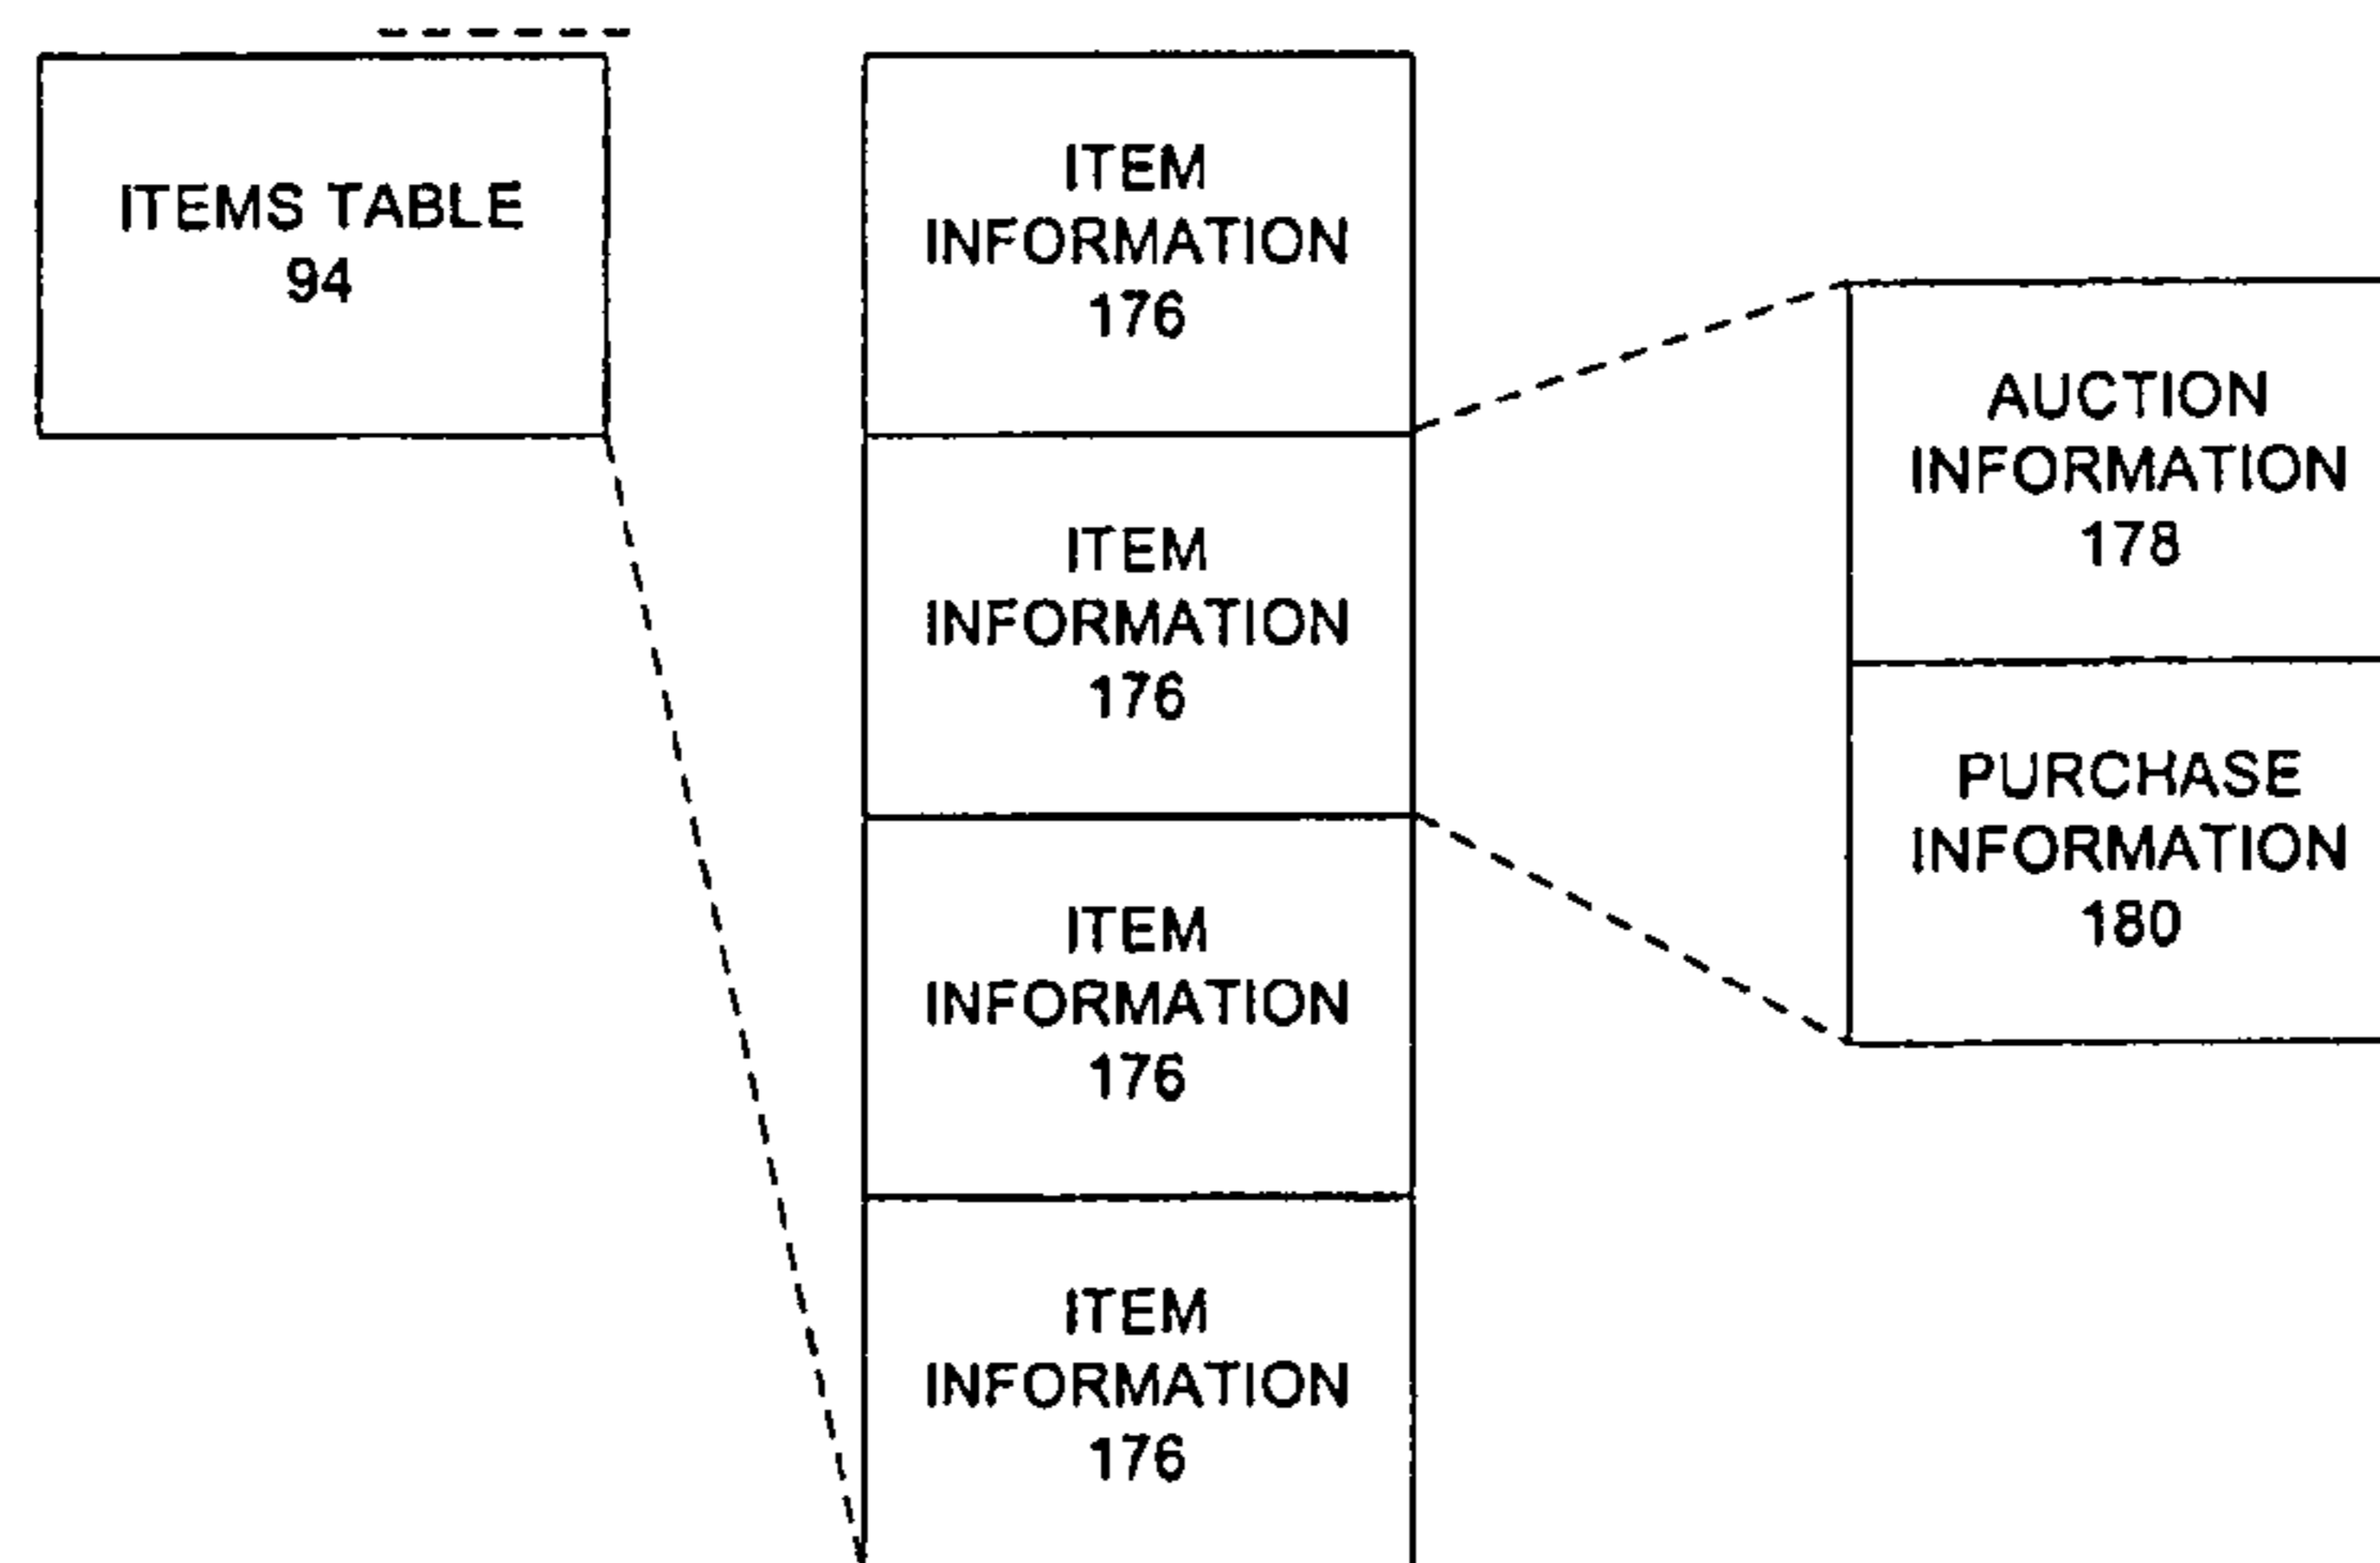 ITEMS TABLE
94
ITEM
INFORMATION
176
ITEM
INFORMATION
176
ITEM
INFORMATION
176
ITEM
INFORMATION
176
AUCTION
INFORMATION
178
PURCHASE
INFORMATION
180